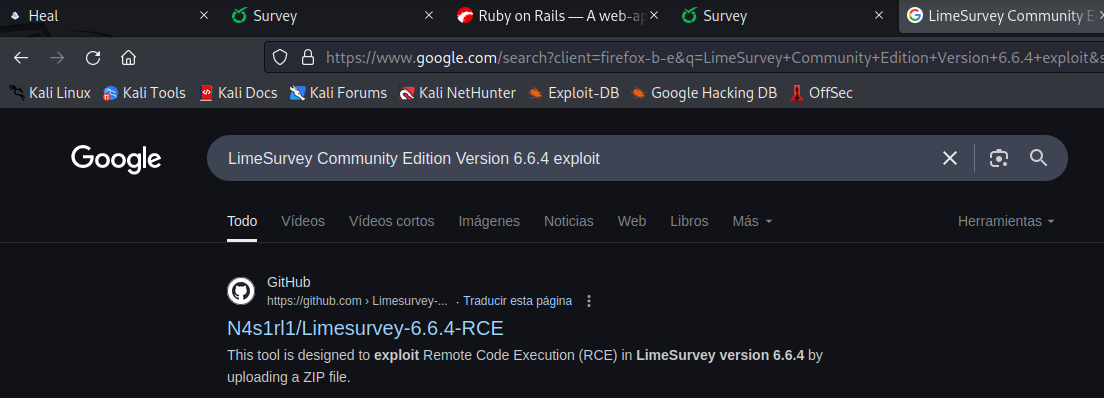 Heal
Survey
Ruby on Rails — A web-ap
Survey
LimeSurvey Community E
https://www.google.com/search?client=firefox-b-e&q=LimeSurvey+Community+Edition+Version+6.6.4+exploit&s
Kali Linux Kali Tools Kali Docs Kali Forums Kali NetHunter Exploit-DB Google Hacking DB OffSec
Google
LimeSurvey Community Edition Version 6.6.4 exploit
Todo Vídeos Vídeos cortos Imágenes Noticias Web Libros Más Herramientas
GitHub
https://github.com › Limesurvey-... · Traducir esta página
N4s1rl1/Limesurvey-6.6.4-RCE
This tool is designed to exploit Remote Code Execution (RCE) in LimeSurvey version 6.6.4 by
uploading a ZIP file.